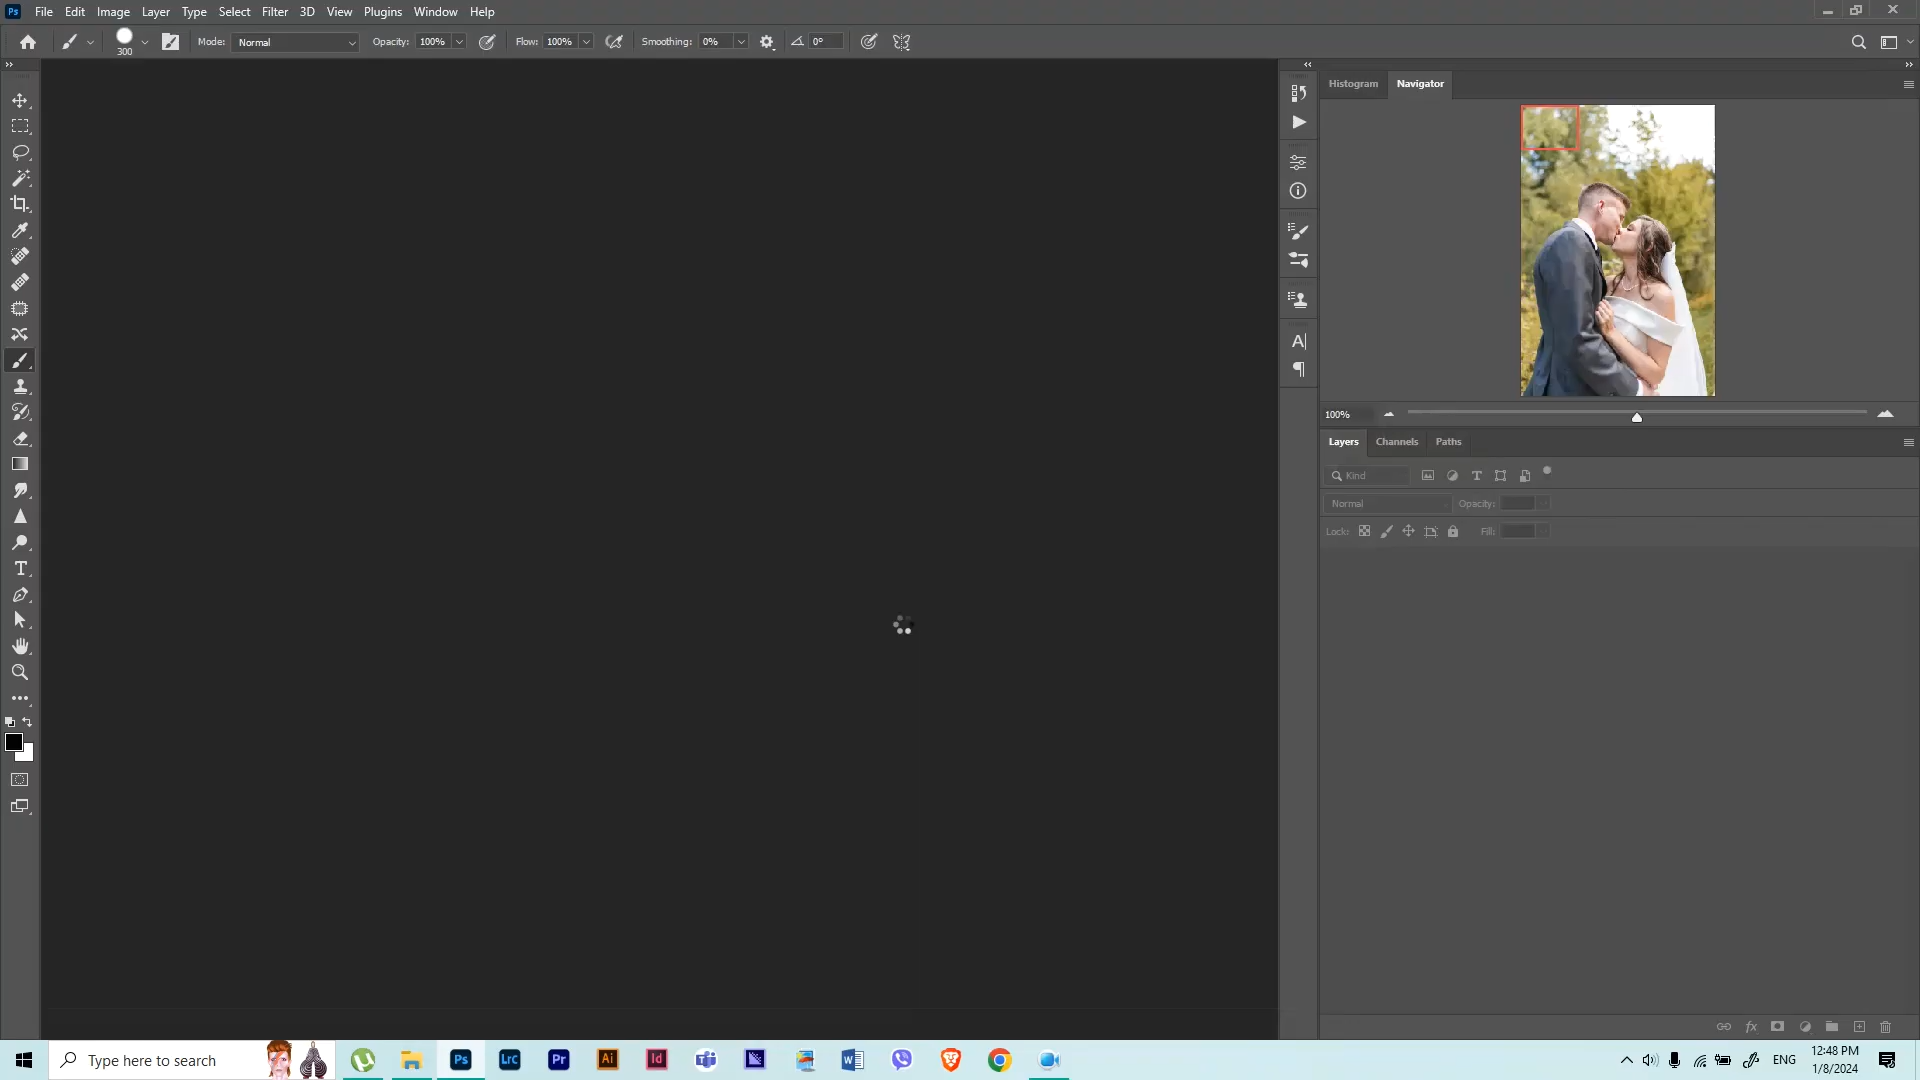 Ps File Edit Image Layer Type Select Filter 3D View Plugins Window Help
300 Mode: Normal Opacity: 100% Flow: 100% Smoothing: 0% 0°
Histogram Navigator
100%
Layers Channels Paths
Kind
Normal Opacity:
Lock: Fill:
Type here to search Ps Lrc Pr Ai Id ENG 12:48 PM
1/8/2024